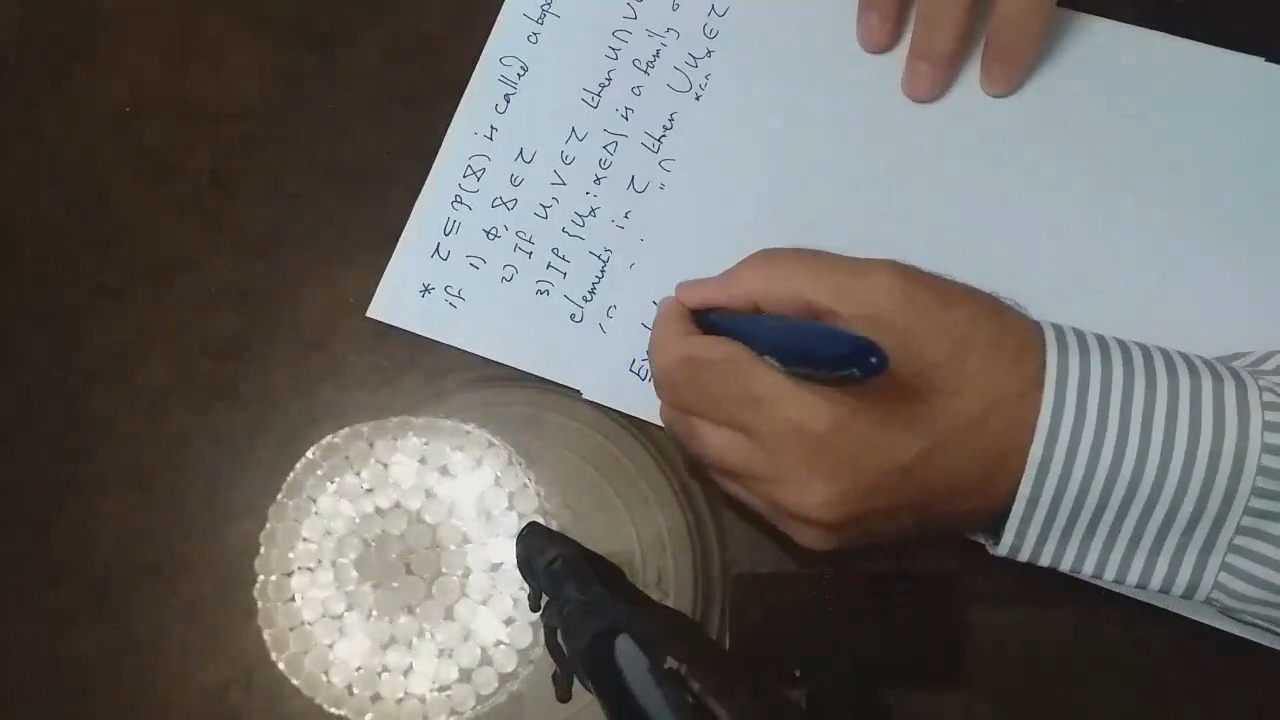 * τ ⊆ P(X) is called a topo
if 1) φ, X ∈ τ
2) If U, V ∈ τ then U ∩ V
3) If {Uα : α ∈ Δ} is a family
elements in τ then ⋃ Uα ∈ τ
α∈Δ